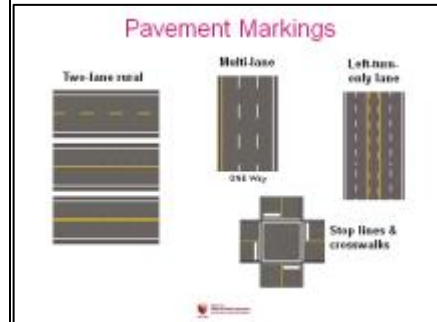 Pavement Markings
Two-lane rural
Multi-lane
ONE Way
Left-turn-
only lane
Stop lines &
crosswalks